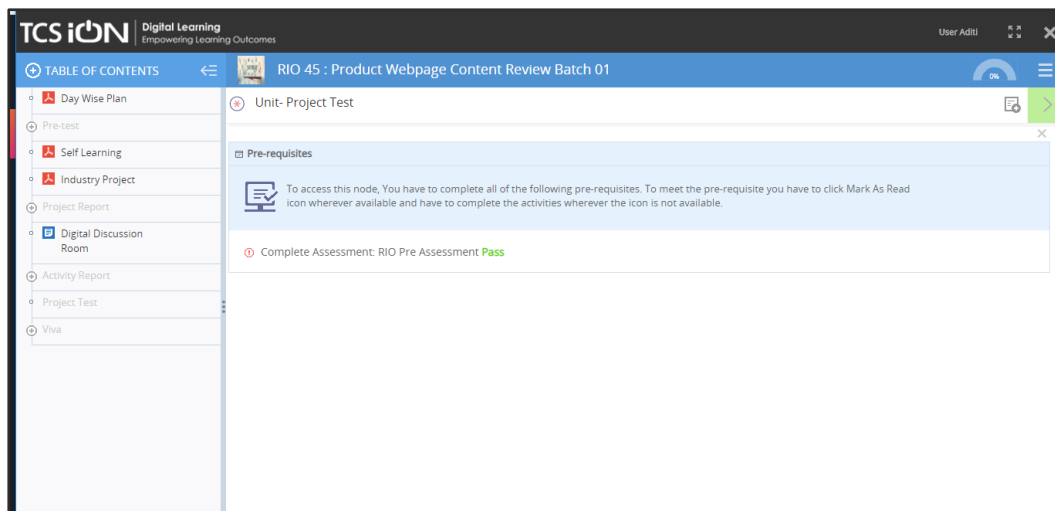 TCS iON
Digital Learning
Empowering Learning Outcomes
User Aditi
TABLE OF CONTENTS
RIO 45 : Product Webpage Content Review Batch 01
0%
Day Wise Plan
Pre-test
Self Learning
Industry Project
Project Report
Digital Discussion
Room
Activity Report
Project Test
Viva
Unit- Project Test
Pre-requisites
To access this node, You have to complete all of the following pre-requisites. To meet the pre-requisite you have to click Mark As Read
icon wherever available and have to complete the activities wherever the icon is not available.
Complete Assessment: RIO Pre Assessment Pass